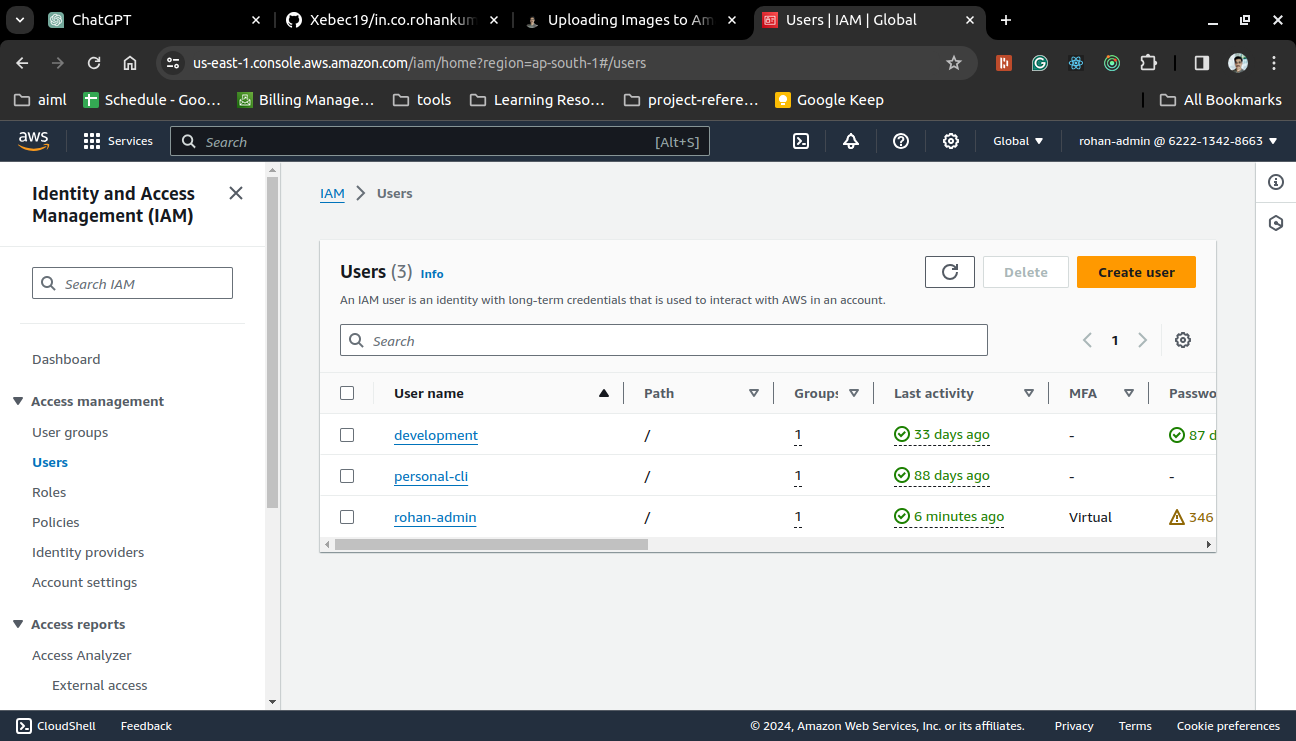 ChatGPT
Xebec19/in.co.rohankum
Uploading Images to Am
Users | IAM | Global
us-east-1.console.aws.amazon.com/iam/home?region=ap-south-1#/users
aiml
Schedule - Goo…
Billing Manage…
tools
Learning Reso…
project-refere…
Google Keep
All Bookmarks
aws
Services
Search
[Alt+S]
Global
rohan-admin @ 6222-1342-8663
Identity and Access
Management (IAM)
Search IAM
Dashboard
Access management
User groups
Users
Roles
Policies
Identity providers
Account settings
Access reports
Access Analyzer
External access
IAM
Users
Users (3) Info
Delete
Create user
An IAM user is an identity with long-term credentials that is used to interact with AWS in an account.
Search
1
User name Path Groups Last activity MFA Passwo
development / 1 33 days ago - 87 d
personal-cli / 1 88 days ago - -
rohan-admin / 1 6 minutes ago Virtual 346
CloudShell
Feedback
© 2024, Amazon Web Services, Inc. or its affiliates.
Privacy
Terms
Cookie preferences